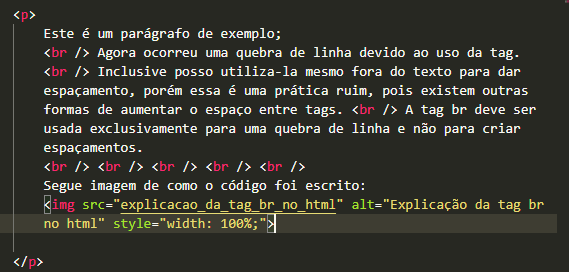 <p>
Este é um parágrafo de exemplo;
<br /> Agora ocorreu uma quebra de linha devido ao uso da tag.
<br /> Inclusive posso utiliza-la mesmo fora do texto para dar
espaçamento, porém essa é uma prática ruim, pois existem outras
formas de aumentar o espaço entre tags. <br /> A tag br deve ser
usada exclusivamente para uma quebra de linha e não para criar
espaçamentos.
<br /> <br /> <br /> <br /> <br />
Segue imagem de como o código foi escrito:
<img src="explicacao_da_tag_br_no_html" alt="Explicação da tag br
no html" style="width: 100%;">
</p>